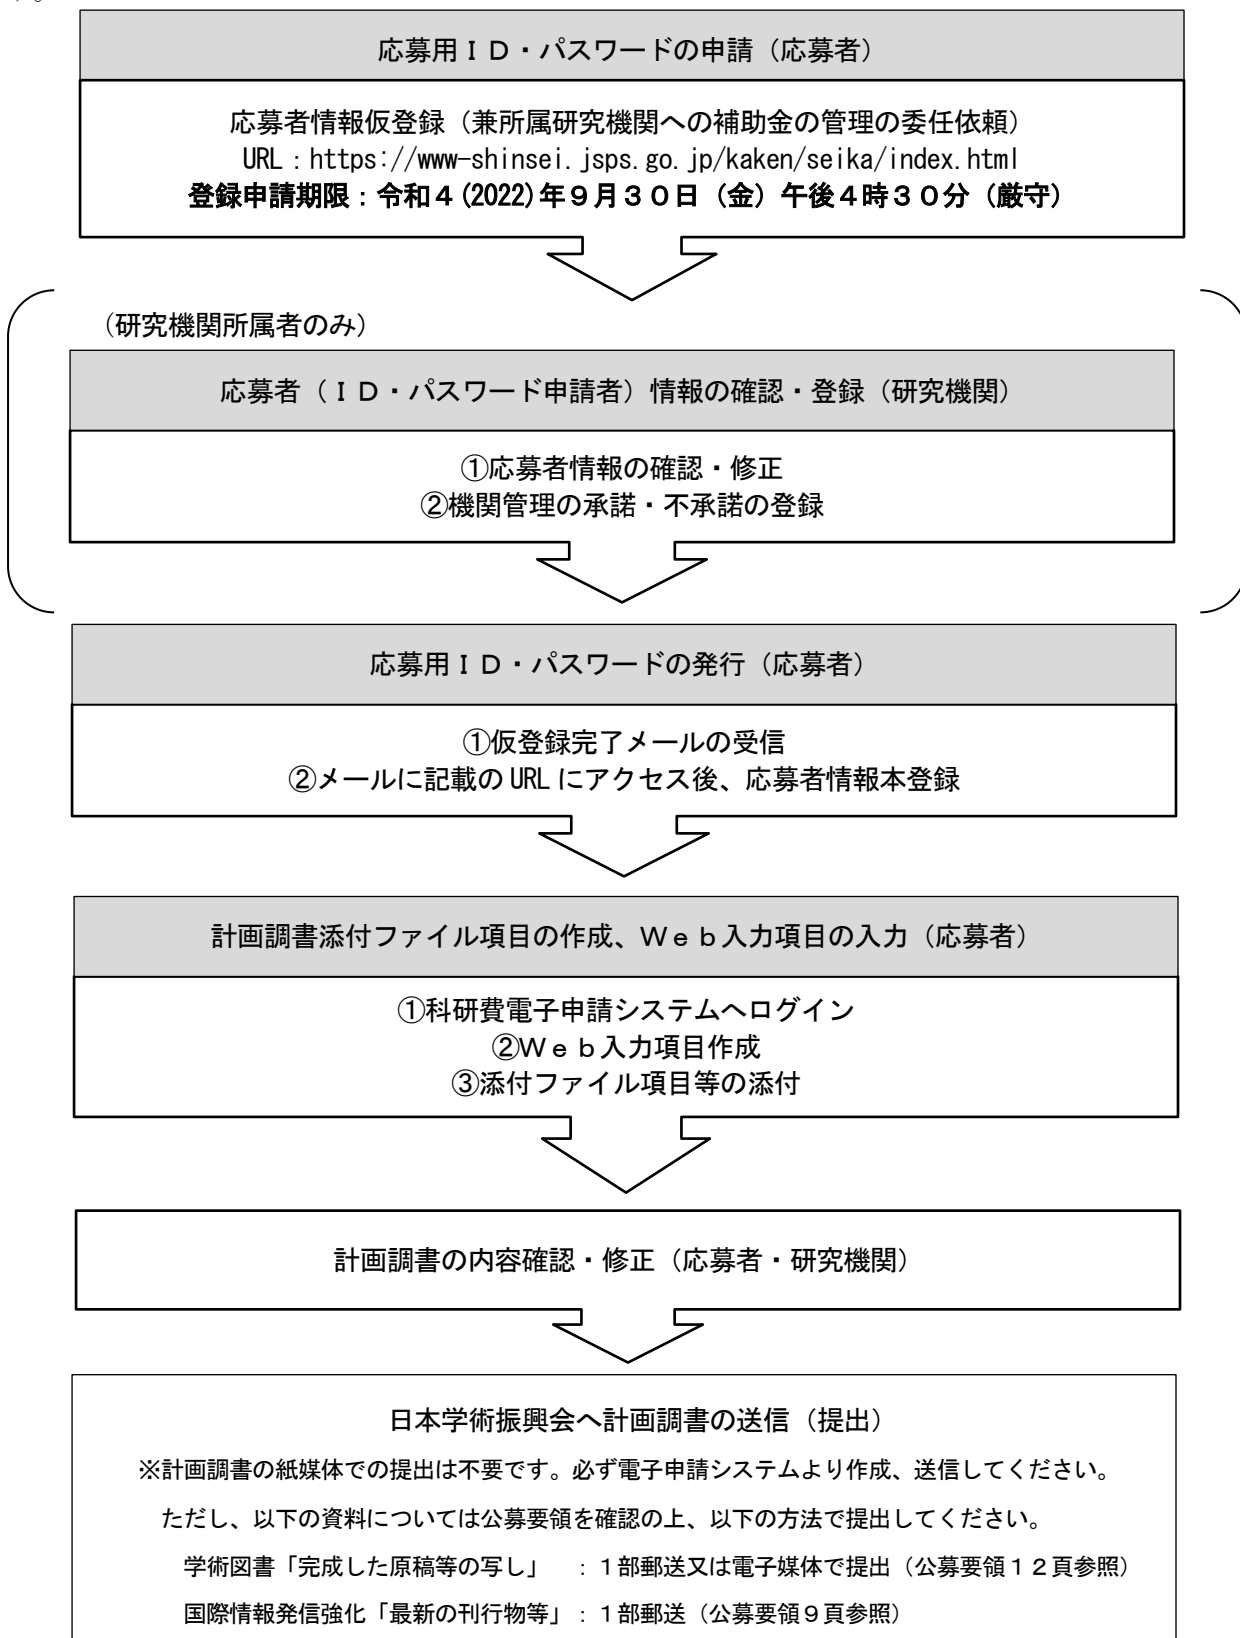 す。
応募用ＩＤ・パスワードの申請（応募者）
応募者情報仮登録（兼所属研究機関への補助金の管理の委任依頼）
URL：https://www-shinsei.jsps.go.jp/kaken/seika/index.html
登録申請期限：令和４(2022)年９月３０日（金）午後４時３０分（厳守）
（研究機関所属者のみ）
応募者（ＩＤ・パスワード申請者）情報の確認・登録（研究機関）
①応募者情報の確認・修正
②機関管理の承諾・不承諾の登録
応募用ＩＤ・パスワードの発行（応募者）
①仮登録完了メールの受信
②メールに記載の URL にアクセス後、応募者情報本登録
計画調書添付ファイル項目の作成、Ｗｅｂ入力項目の入力（応募者）
①科研費電子申請システムへログイン
②Ｗｅｂ入力項目作成
③添付ファイル項目等の添付
計画調書の内容確認・修正（応募者・研究機関）
日本学術振興会へ計画調書の送信（提出）
※計画調書の紙媒体での提出は不要です。必ず電子申請システムより作成、送信してください。
ただし、以下の資料については公募要領を確認の上、以下の方法で提出してください。
学術図書「完成した原稿等の写し」　：１部郵送又は電子媒体で提出（公募要領１２頁参照）
国際情報発信強化「最新の刊行物等」：１部郵送（公募要領９頁参照）